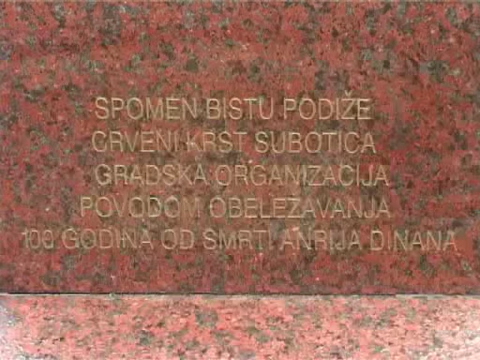 SPOMEN BISTU PODIŽE
CRVENI KRST SUBOTICA
GRADSKA ORGANIZACIJA
POVODOM OBELEŽAVANJA
100 GODINA OD SMRTI ANRIJA DINANA